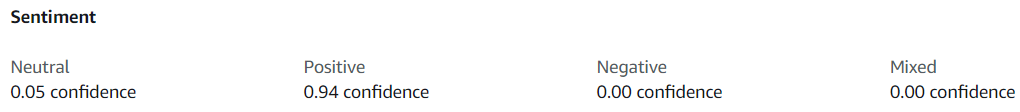 Sentiment
Neutral Positive Negative Mixed
0.05 confidence 0.94 confidence 0.00 confidence 0.00 confidence